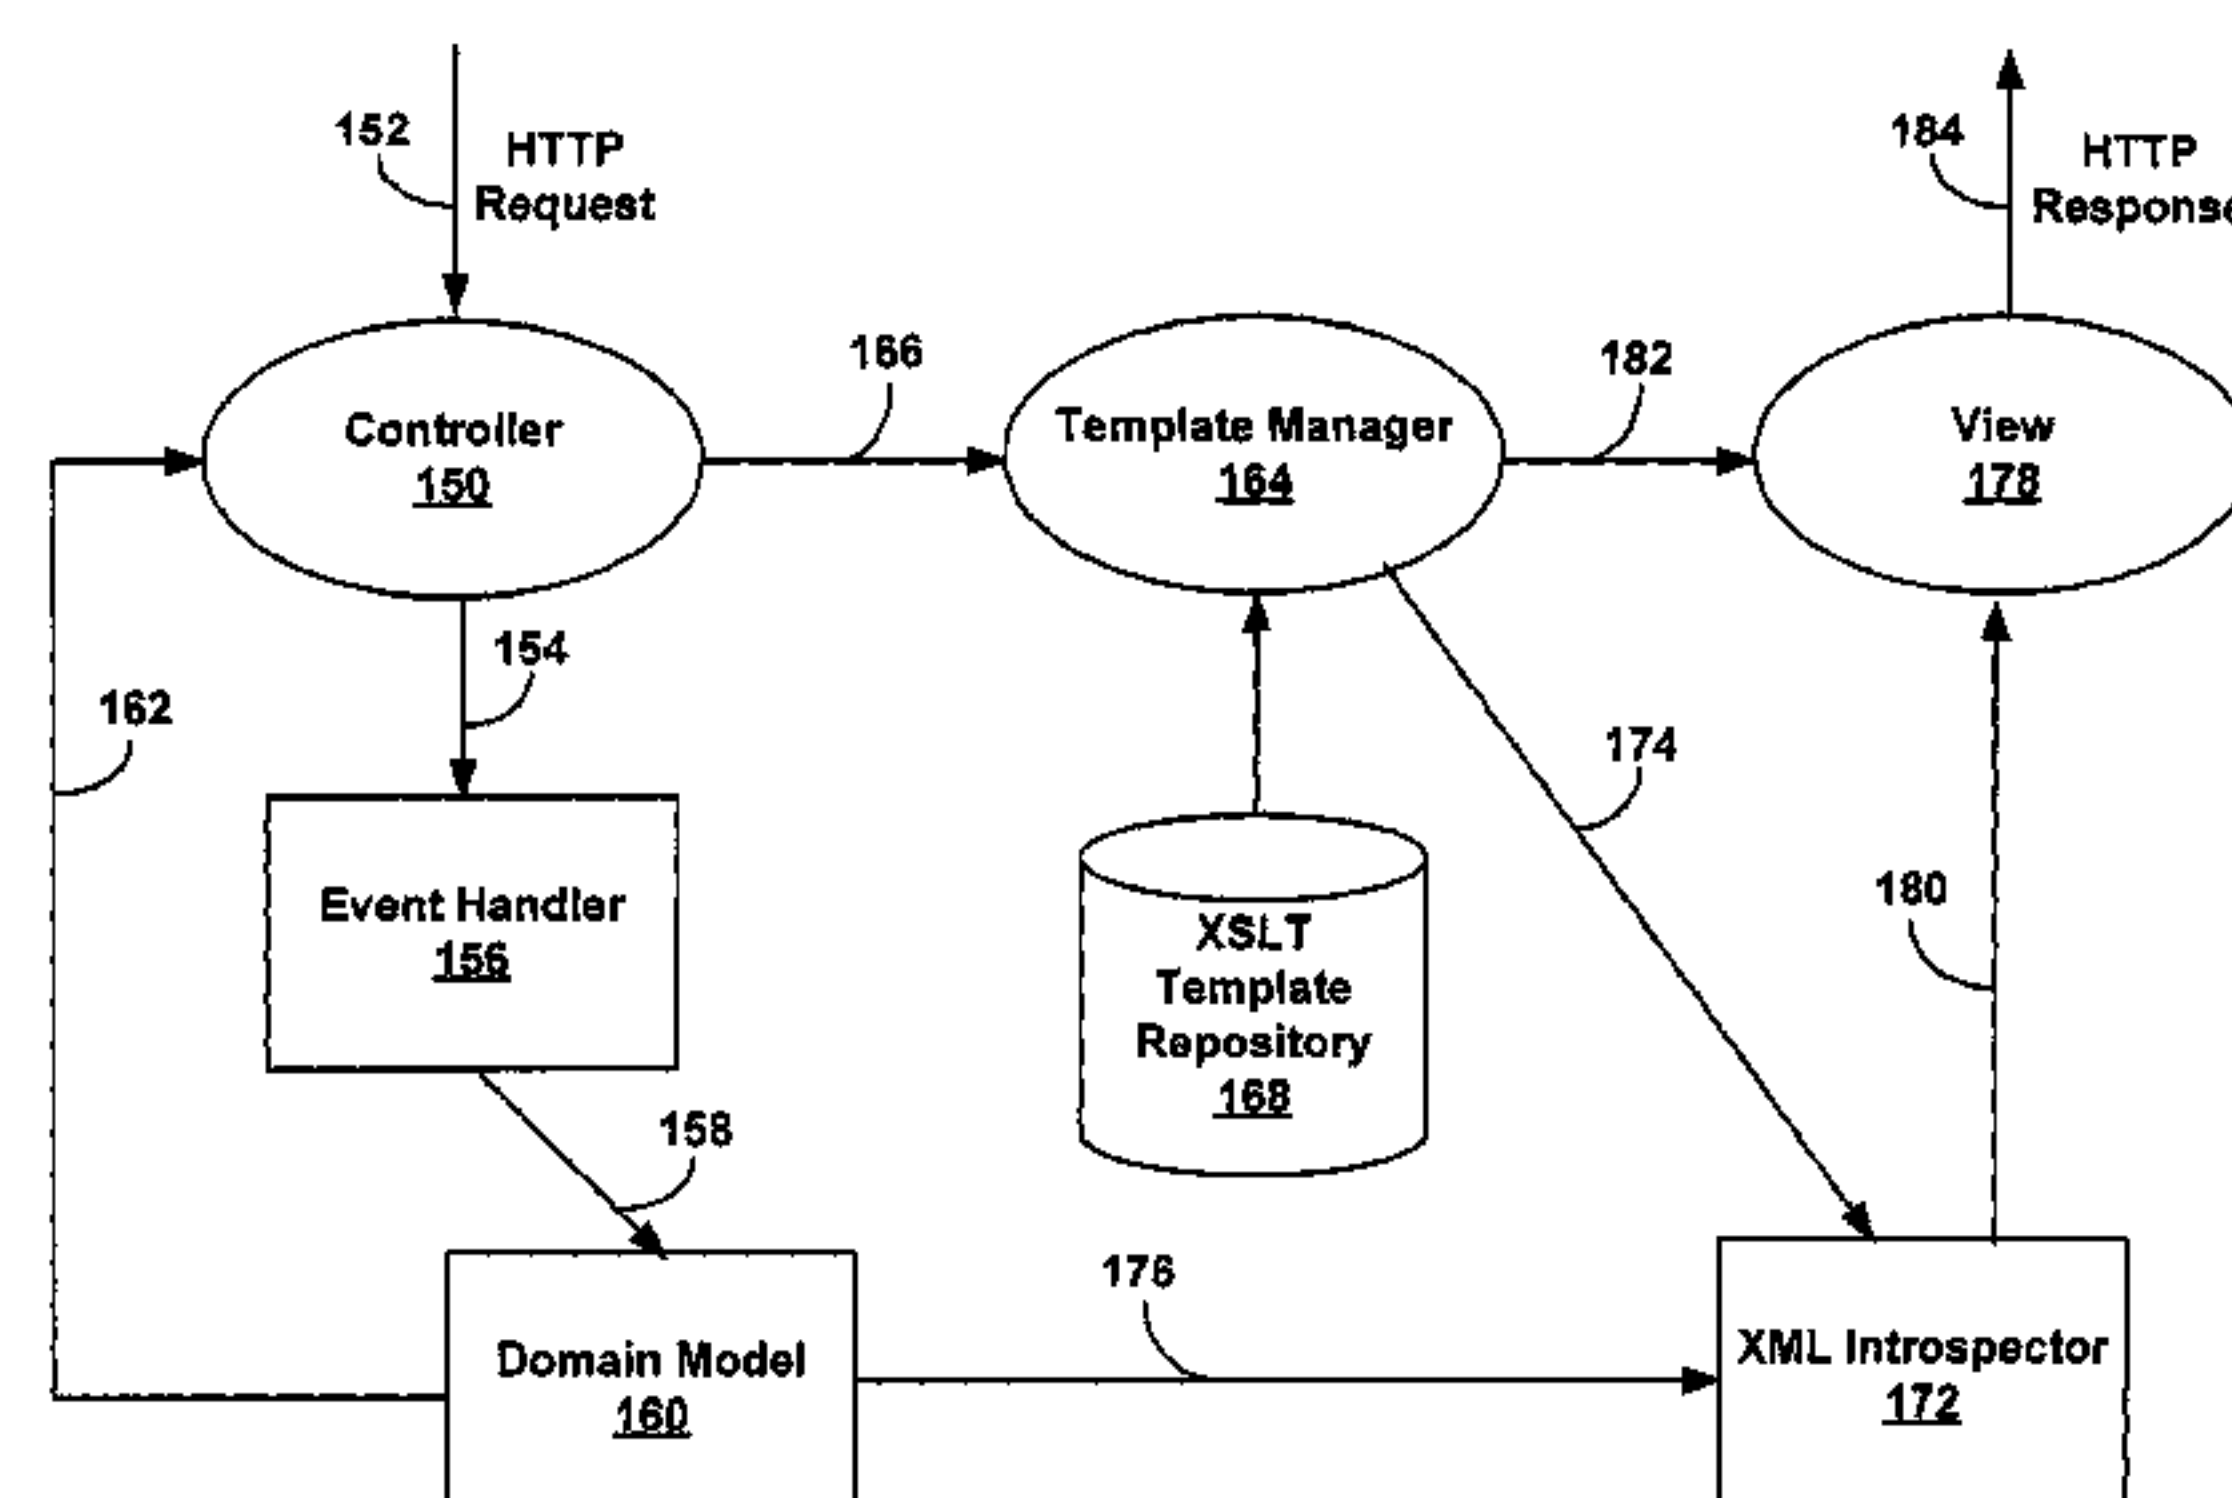 152
HTTP
Request
184
HTTP
Response
166
182
Controller
150
Template Manager
164
View
178
154
162
174
180
Event Handler
156
XSLT
Template
Repository
168
158
176
Domain Model
160
XML Introspector
172